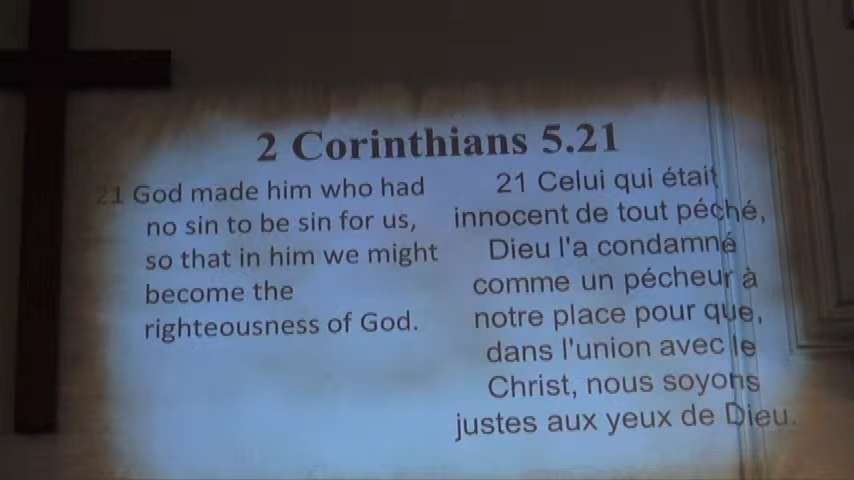 2 Corinthians 5.21
21 God made him who had
no sin to be sin for us,
so that in him we might
become the
righteousness of God.
21 Celui qui était
innocent de tout péché,
Dieu l'a condamné
comme un pécheur à
notre place pour que,
dans l'union avec le
Christ, nous soyons
justes aux yeux de Dieu.